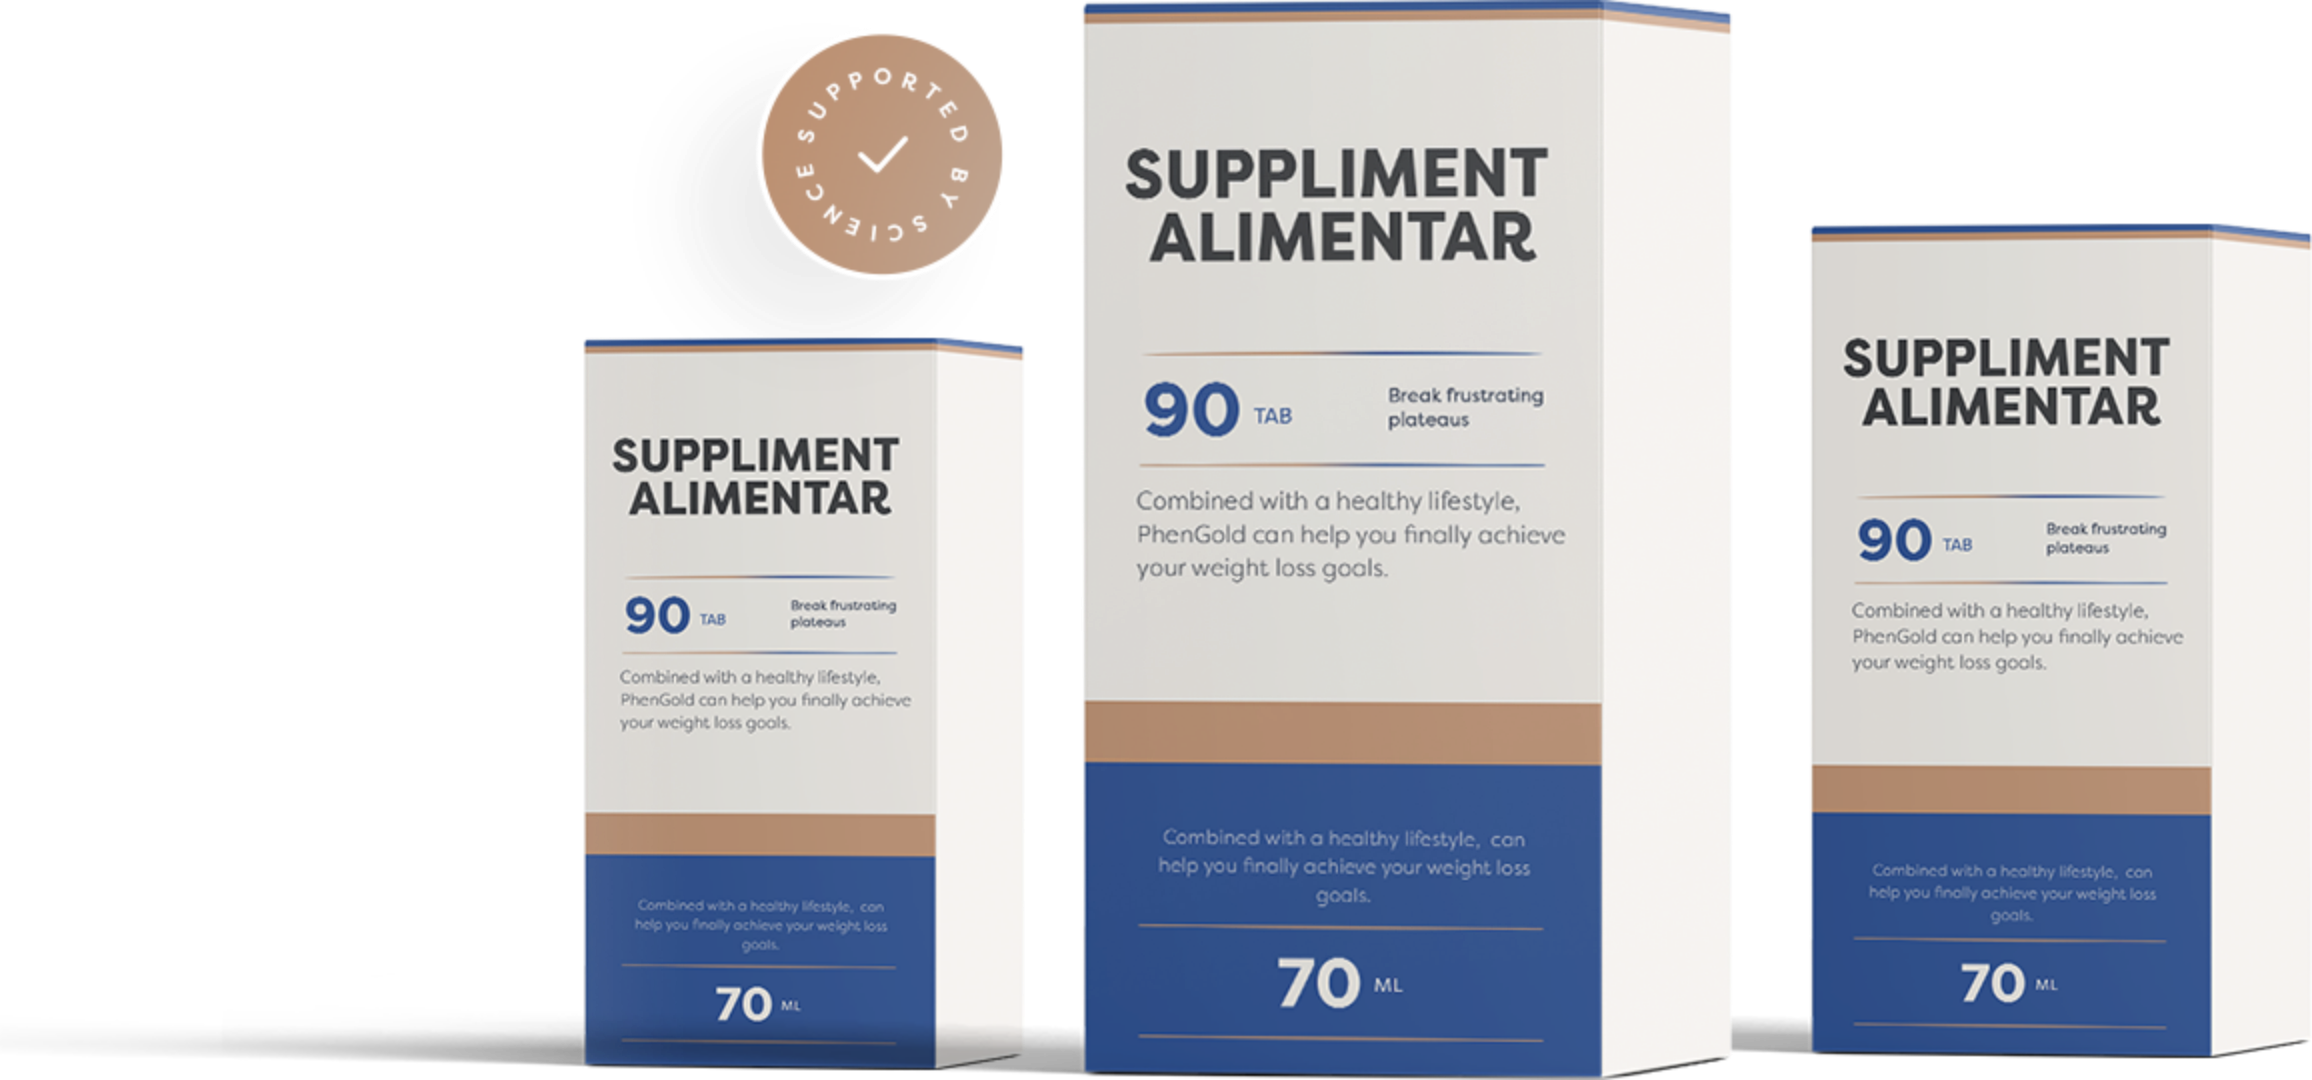 SUPPORTED BY SCIENCE
SUPPLIMENT
ALIMENTAR
90 TAB
Break frustrating
plateaus
Combined with a healthy lifestyle,
PhenGold can help you finally achieve
your weight loss goals.
Combined with a healthy lifestyle, can
help you finally achieve your weight loss
goals.
70 ML
SUPPLIMENT
ALIMENTAR
90 TAB
Break frustrating
plateaus
Combined with a healthy lifestyle,
PhenGold can help you finally achieve
your weight loss goals.
Combined with a healthy lifestyle, can
help you finally achieve your weight loss
goals.
70 ML
SUPPLIMENT
ALIMENTAR
90 TAB
Break frustrating
plateaus
Combined with a healthy lifestyle,
PhenGold can help you finally achieve
your weight loss goals.
Combined with a healthy lifestyle, can
help you finally achieve your weight loss
goals.
70 ML